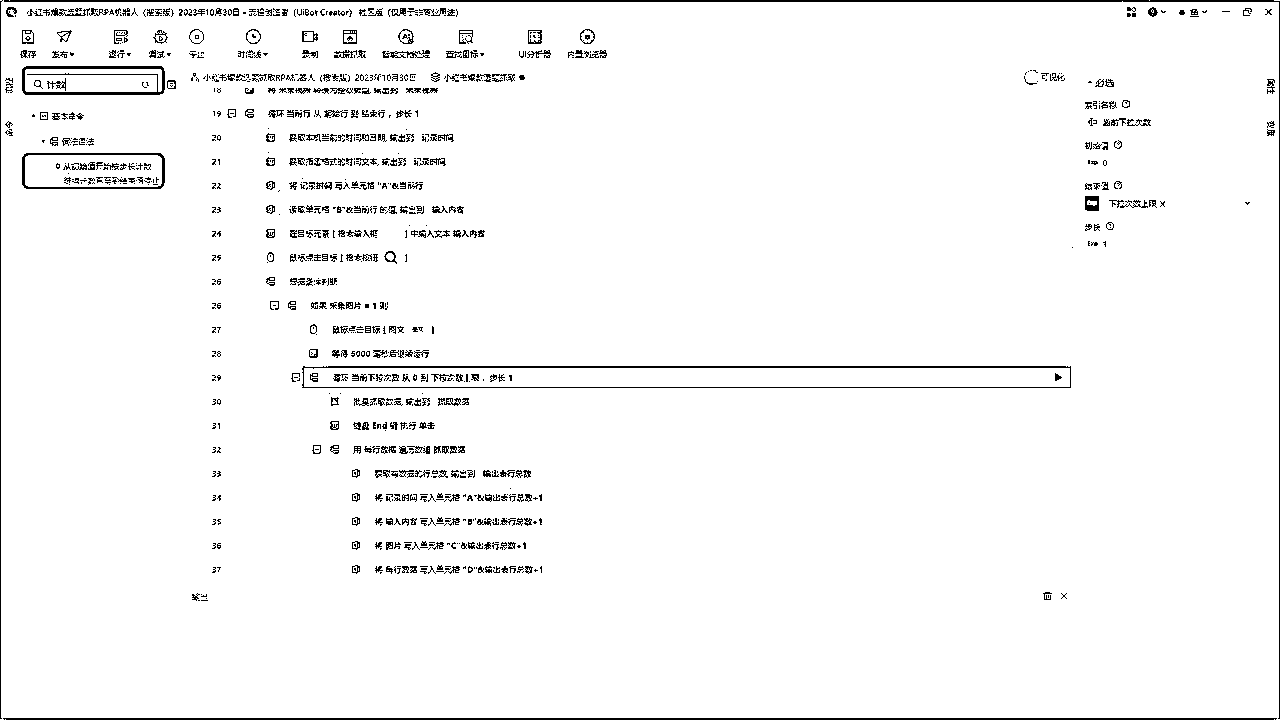 小红书爆款选题抓取RPA机器人（搜索版）2023年10月30日 - 流程创造者（UiBot Creator） 社区版（仅用于非商业用途）
保存 发布 运行 调试 停止 时间线 录制 数据抓取 智能文档处理 查找图标 UI分析器 内置浏览器
计数
小红书爆款选题抓取RPA机器人（搜索版）2023年10月30日 小红书爆款选题抓取
可视化
基本命令
词法语法
从初始值开始按步长计数
18
19 循环 当前行 从 起始行 到 结束行，步长 1
20 获取本机当前的时间和日期, 输出到 记录时间
21 获取指定格式的时间文本, 输出到 记录时间
22 将 记录时间 写入单元格 "A"&当前行
23 读取单元格 "B"&当前行 的值, 输出到 输入内容
24 在目标元素 [ 搜索输入框 ] 中输入文本 输入内容
25 鼠标点击目标 [ 搜索按钮 ]
26
26 如果 采集图片 = 1 则
27 鼠标点击目标 [ 图文 ]
28 等待 5000 毫秒后继续运行
29 循环 当前下拉次数 从 0 到 下拉次数上限，步长 1
30 批量抓取数据, 输出到 抓取数据
31 键盘 End 键 执行 单击
32 用 每行数据 遍历数组 抓取数据
33 获取有数据的行总数, 输出到 输出表行总数
34 将 记录时间 写入单元格 "A"&输出表行总数+1
35 将 输入内容 写入单元格 "B"&输出表行总数+1
36 将 图片 写入单元格 "C"&输出表行总数+1
37 将 每行数据 写入单元格 "D"&输出表行总数+1
输出
必选
索引名称
当前下拉次数
初始值
Exp 0
结束值
Exp 下拉次数上限
步长
Exp 1
属性
变量